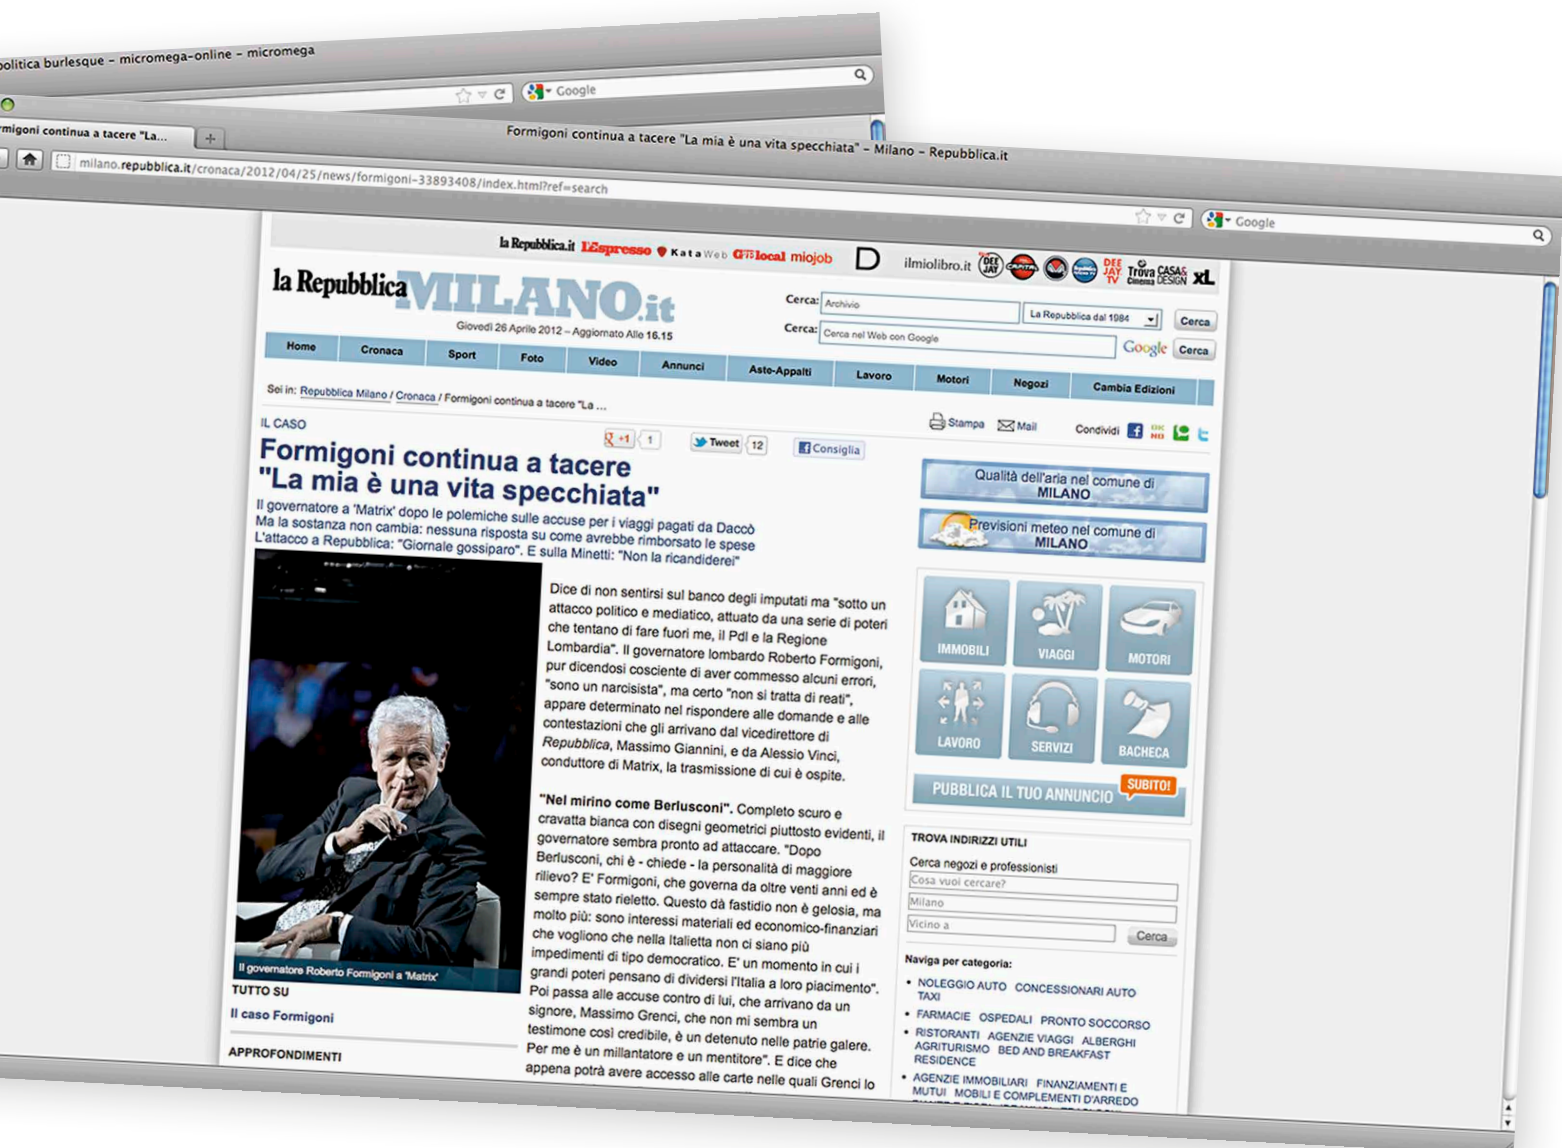 politica burlesque – micromega-online – micromega
Google
rmigoni continua a tacere "La...
Formigoni continua a tacere "La mia è una vita specchiata" – Milano – Repubblica.it
milano.repubblica.it/cronaca/2012/04/25/news/formigoni-33893408/index.html?ref=search
Google
la Repubblica.it L'Espresso KataWeb local miojob D ilmiolibro.it DEE JAY CAPITAL DEE JAY TV Trova Cinema CASA& DESIGN XL
la Repubblica MILANO.it
Giovedì 26 Aprile 2012 – Aggiornato Alle 16.15
Cerca: Archivio La Repubblica dal 1984 Cerca
Cerca: Cerca nel Web con Google Google Cerca
Home Cronaca Sport Foto Video Annunci Aste-Appalti Lavoro Motori Negozi Cambia Edizioni
Sei in: Repubblica Milano / Cronaca / Formigoni continua a tacere "La ...
Stampa Mail Condividi OK NO
IL CASO
+1 1 Tweet 12 Consiglia
Formigoni continua a tacere
"La mia è una vita specchiata"
Il governatore a 'Matrix' dopo le polemiche sulle accuse per i viaggi pagati da Daccò
Ma la sostanza non cambia: nessuna risposta su come avrebbe rimborsato le spese
L'attacco a Repubblica: "Giornale gossiparo". E sulla Minetti: "Non la ricandiderei"
Dice di non sentirsi sul banco degli imputati ma "sotto un
attacco politico e mediatico, attuato da una serie di poteri
che tentano di fare fuori me, il Pdl e la Regione
Lombardia". Il governatore lombardo Roberto Formigoni,
pur dicendosi cosciente di aver commesso alcuni errori,
"sono un narcisista", ma certo "non si tratta di reati",
appare determinato nel rispondere alle domande e alle
contestazioni che gli arrivano dal vicedirettore di
Repubblica, Massimo Giannini, e da Alessio Vinci,
conduttore di Matrix, la trasmissione di cui è ospite.
"Nel mirino come Berlusconi". Completo scuro e
cravatta bianca con disegni geometrici piuttosto evidenti, il
governatore sembra pronto ad attaccare. "Dopo
Berlusconi, chi è - chiede - la personalità di maggiore
rilievo? E' Formigoni, che governa da oltre venti anni ed è
sempre stato rieletto. Questo dà fastidio non è gelosia, ma
molto più: sono interessi materiali ed economico-finanziari
che vogliono che nella Italietta non ci siano più
impedimenti di tipo democratico. E' un momento in cui i
grandi poteri pensano di dividersi l'Italia a loro piacimento".
Poi passa alle accuse contro di lui, che arrivano da un
signore, Massimo Grenci, che non mi sembra un
testimone così credibile, è un detenuto nelle patrie galere.
Per me è un millantatore e un mentitore". E dice che
appena potrà avere accesso alle carte nelle quali Grenci lo
Il governatore Roberto Formigoni a 'Matrix'
TUTTO SU
Il caso Formigoni
APPROFONDIMENTI
Qualità dell'aria nel comune di
MILANO
Previsioni meteo nel comune di
MILANO
IMMOBILI VIAGGI MOTORI
LAVORO SERVIZI BACHECA
PUBBLICA IL TUO ANNUNCIO SUBITO!
TROVA INDIRIZZI UTILI
Cerca negozi e professionisti
Cosa vuoi cercare?
Milano
Vicino a Cerca
Naviga per categoria:
• NOLEGGIO AUTO CONCESSIONARI AUTO
TAXI
• FARMACIE OSPEDALI PRONTO SOCCORSO
• RISTORANTI AGENZIE VIAGGI ALBERGHI
AGRITURISMO BED AND BREAKFAST
RESIDENCE
• AGENZIE IMMOBILIARI FINANZIAMENTI E
MUTUI MOBILI E COMPLEMENTI D'ARREDO